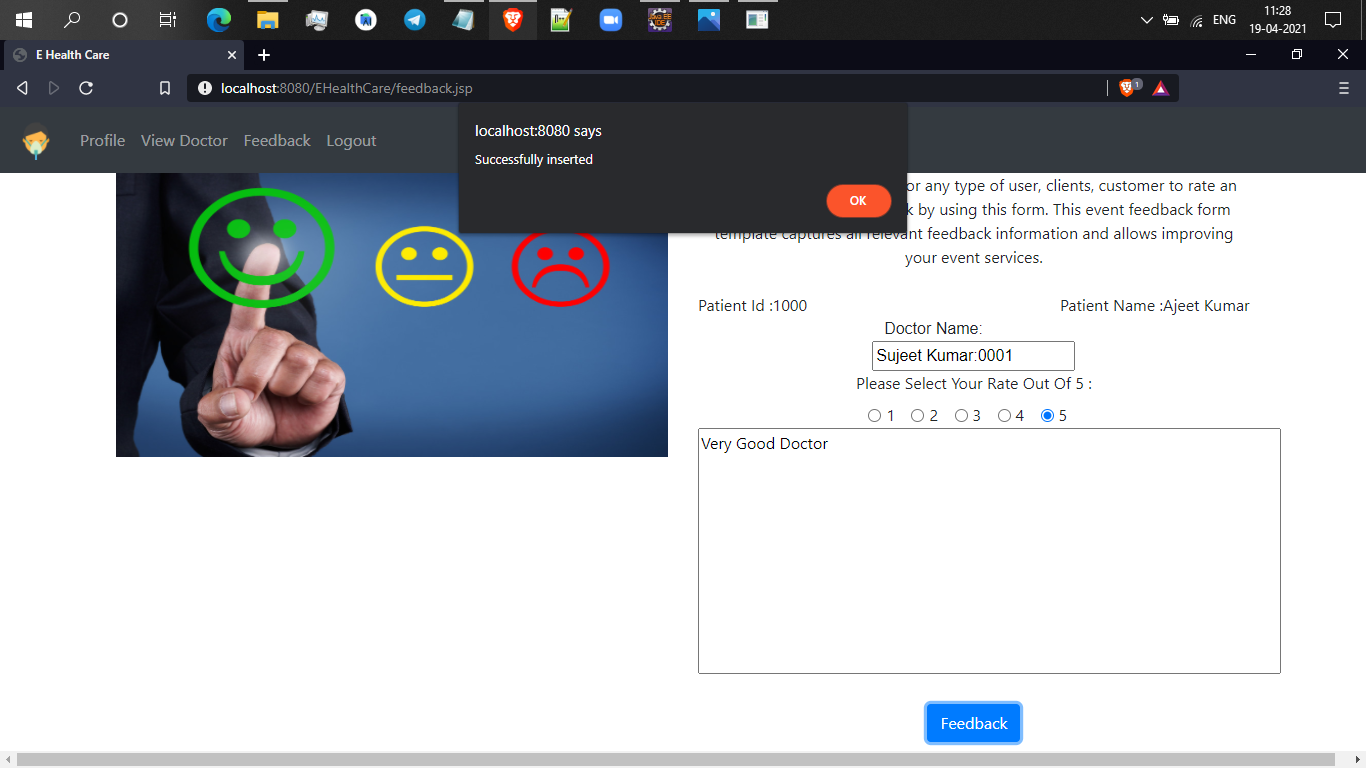 11:28
ENG
19-04-2021
E Health Care
localhost:8080/EHealthCare/feedback.jsp
1
localhost:8080 says
Successfully inserted
OK
Profile View Doctor Feedback Logout
or any type of user, clients, customer to rate an
by using this form. This event feedback form
template captures all relevant feedback information and allows improving
your event services.
Patient Id :1000 Patient Name :Ajeet Kumar
Doctor Name:
Sujeet Kumar:0001
Please Select Your Rate Out Of 5 :
1 2 3 4 5
Very Good Doctor
Feedback